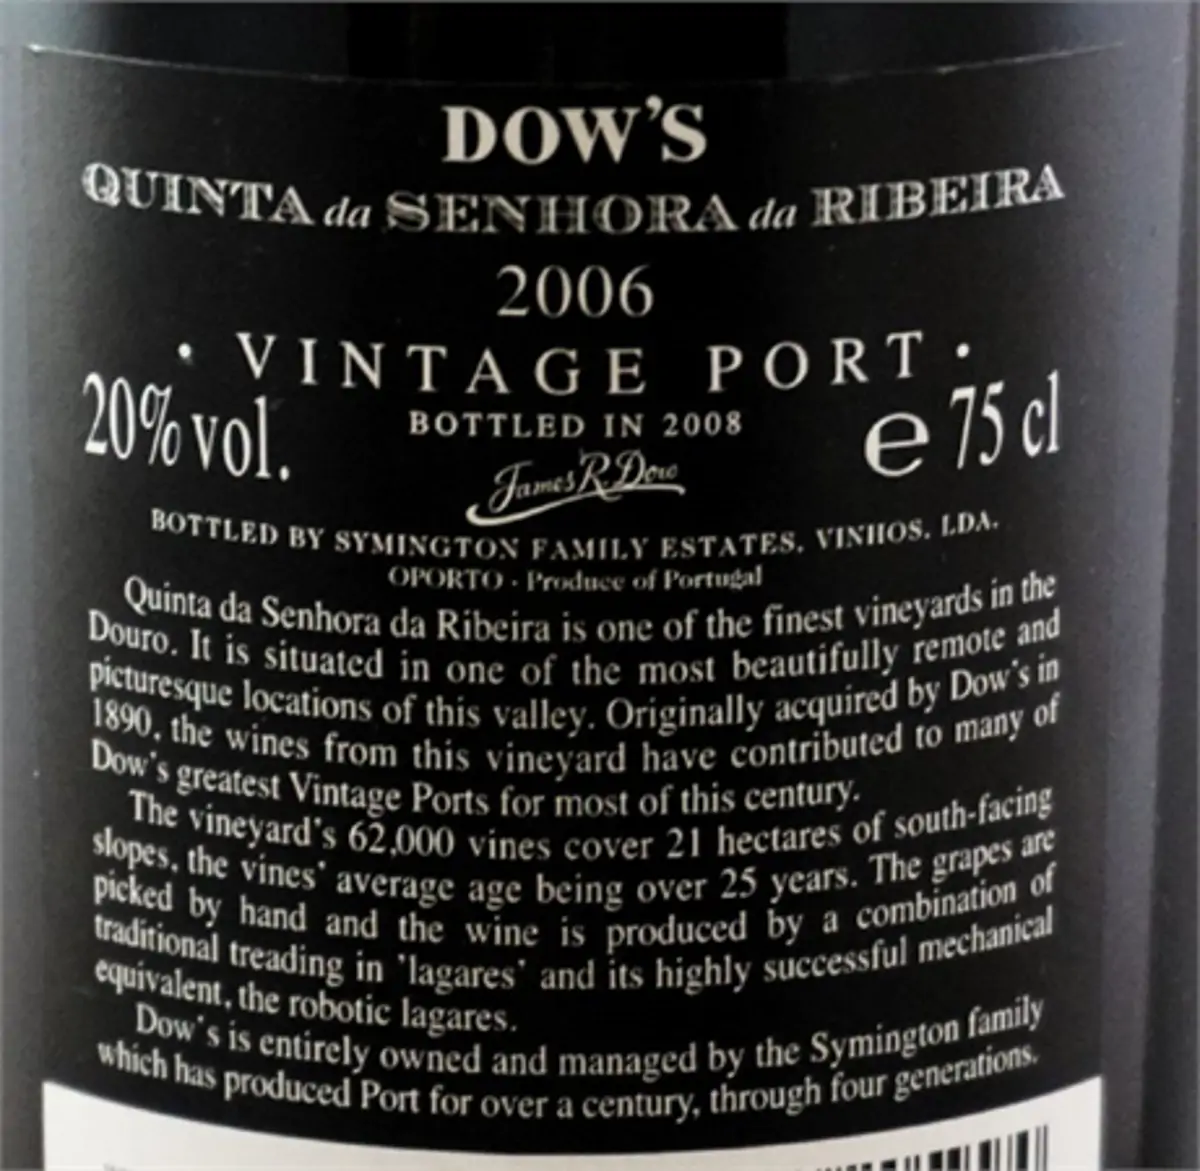 DOW'S
QUINTA da SENHORA da RIBEIRA
2006
· VINTAGE PORT ·
20% vol.
BOTTLED IN 2008
e 75 cl
James R. Dow
BOTTLED BY SYMINGTON FAMILY ESTATES, VINHOS, LDA.
OPORTO - Produce of Portugal
Quinta da Senhora da Ribeira is one of the finest vineyards in the
Douro. It is situated in one of the most beautifully remote and
picturesque locations of this valley. Originally acquired by Dow's in
1890, the wines from this vineyard have contributed to many of
Dow's greatest Vintage Ports for most of this century.
The vineyard's 62,000 vines cover 21 hectares of south-facing
slopes, the vines' average age being over 25 years. The grapes are
picked by hand and the wine is produced by a combination of
traditional treading in 'lagares' and its highly successful mechanical
equivalent, the robotic lagares.
Dow's is entirely owned and managed by the Symington family
which has produced Port for over a century, through four generations.